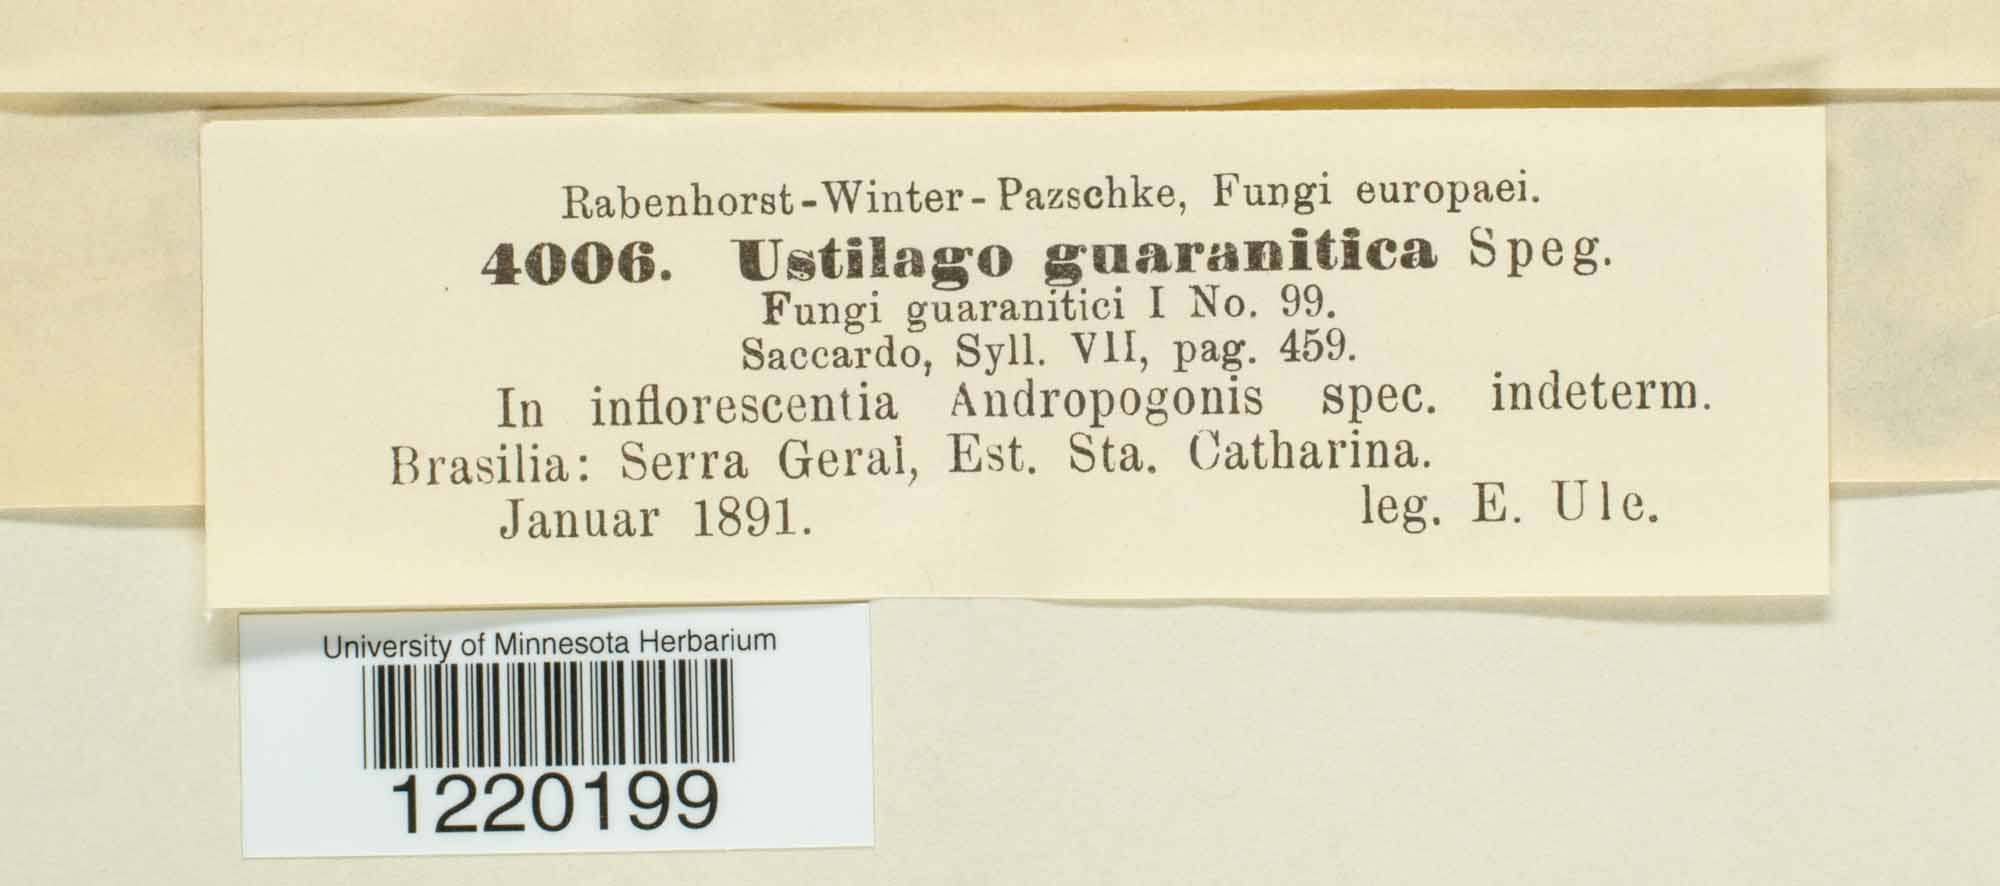 Rabenhorst-Winter-Pazschke, Fungi europaei.
4006. Ustilago guaranitica Speg.
Fungi guaranitici I No. 99.
Saccardo, Syll. VII, pag. 459.
In inflorescentia Andropogonis spec. indeterm.
Brasilia: Serra Geral, Est. Sta. Catharina.
Januar 1891. leg. E. Ule.
University of Minnesota Herbarium
1220199